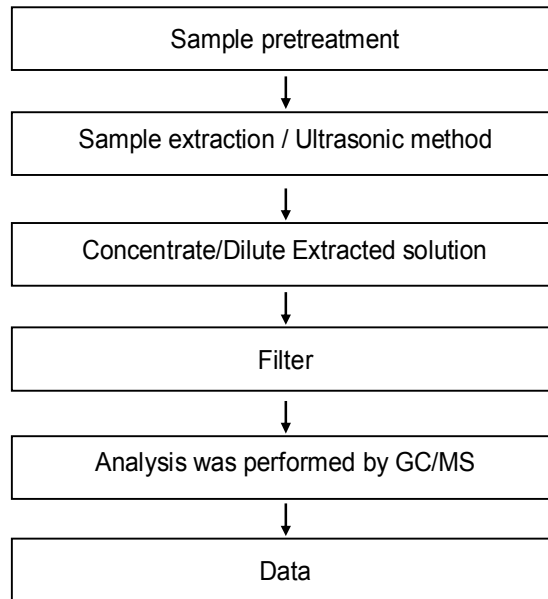 Sample pretreatment
Sample extraction / Ultrasonic method
Concentrate/Dilute Extracted solution
Filter
Analysis was performed by GC/MS
Data